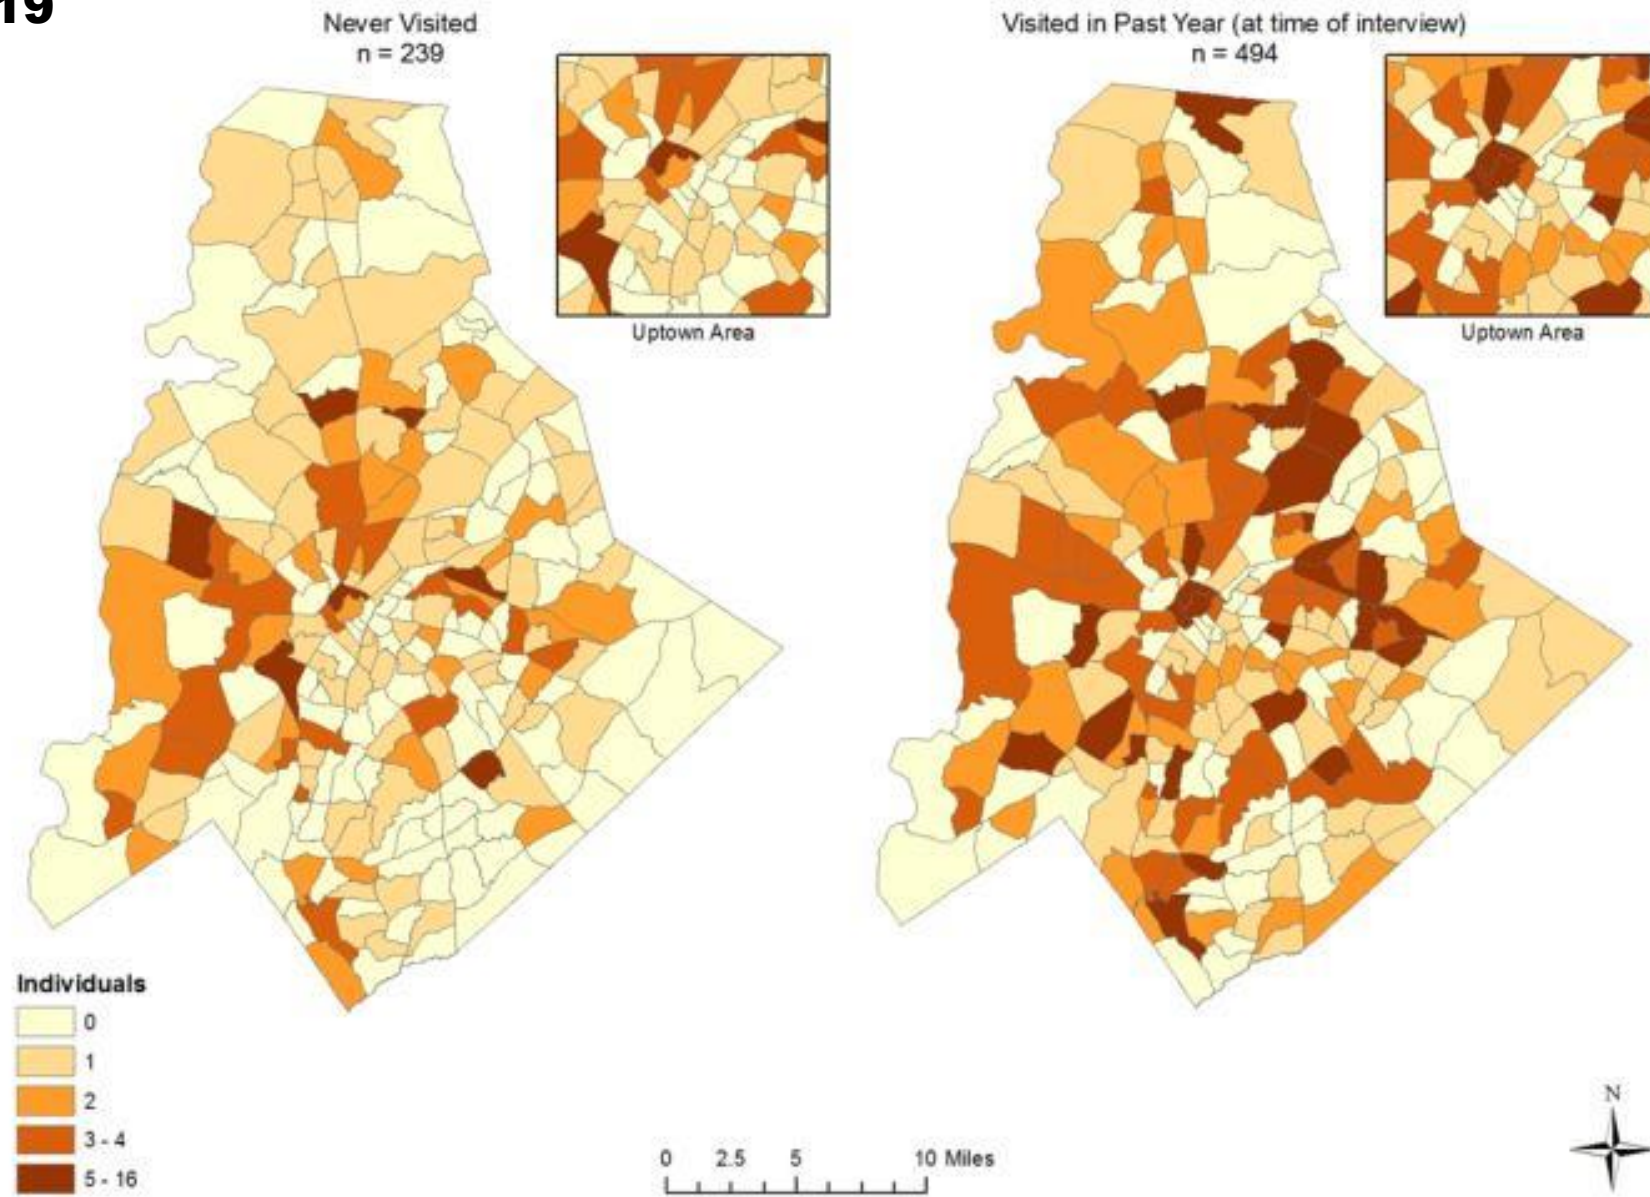 19
Never Visited
n = 239
Uptown Area
Visited in Past Year (at time of interview)
n = 494
Uptown Area
Individuals
0
1
2
3 - 4
5 - 16
0 2.5 5 10 Miles
N